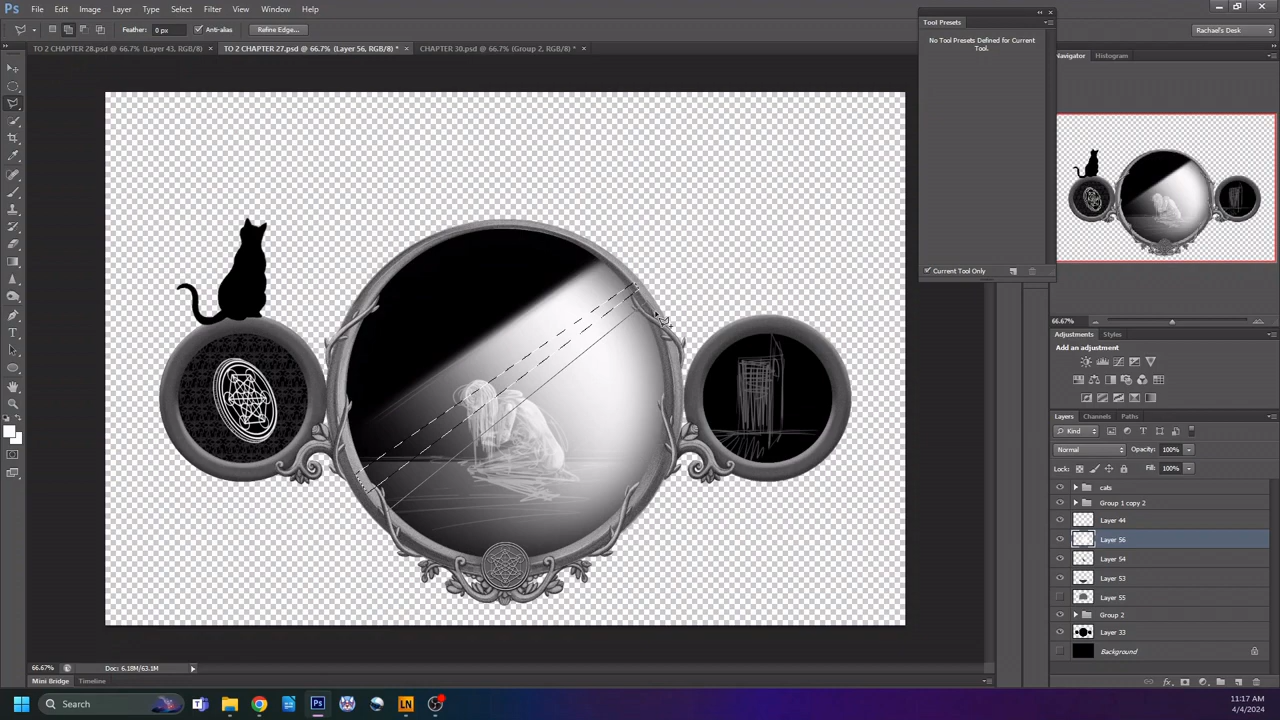 Ps File Edit Image Layer Type Select Filter View Window Help
Feather: 0 px Anti-alias Refine Edge... Rachael's Desk
TO 2 CHAPTER 28.psd @ 66.7% (Layer 43, RGB/8) * × TO 2 CHAPTER 27.psd @ 66.7% (Layer 56, RGB/8) * × CHAPTER 30.psd @ 66.7% (Group 2, RGB/8) * ×
Tool Presets
No Tool Presets Defined for Current
Tool.
Current Tool Only
Navigator Histogram
66.67%
Adjustments Styles
Add an adjustment
Layers Channels Paths
Kind
Normal Opacity: 100%
Lock: Fill: 100%
cats
Group 1 copy 2
Layer 44
Layer 56
Layer 54
Layer 53
Layer 55
Group 2
Layer 33
Background
66.67% Doc: 6.18M/63.1M
Mini Bridge Timeline
Search
T
Ps
LN
11:17 AM
4/4/2024